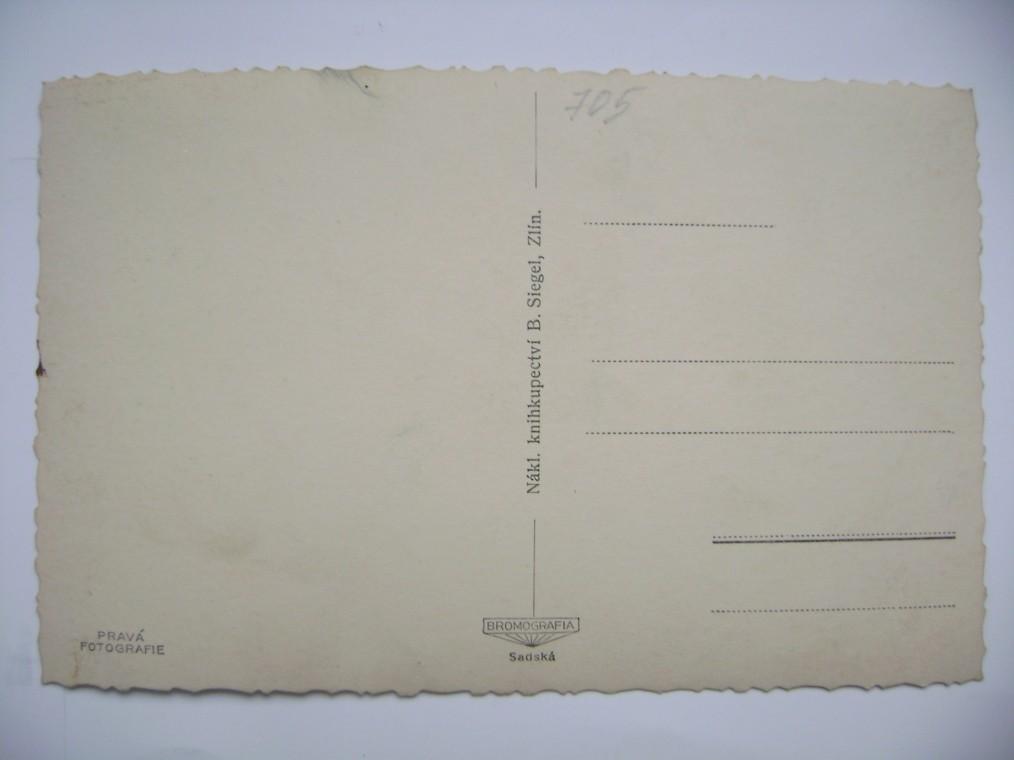 705
Nákl. knihkupectví B. Siegel, Zlín.
PRAVÁ
FOTOGRAFIE
BROMOGRAFIA
Sadská